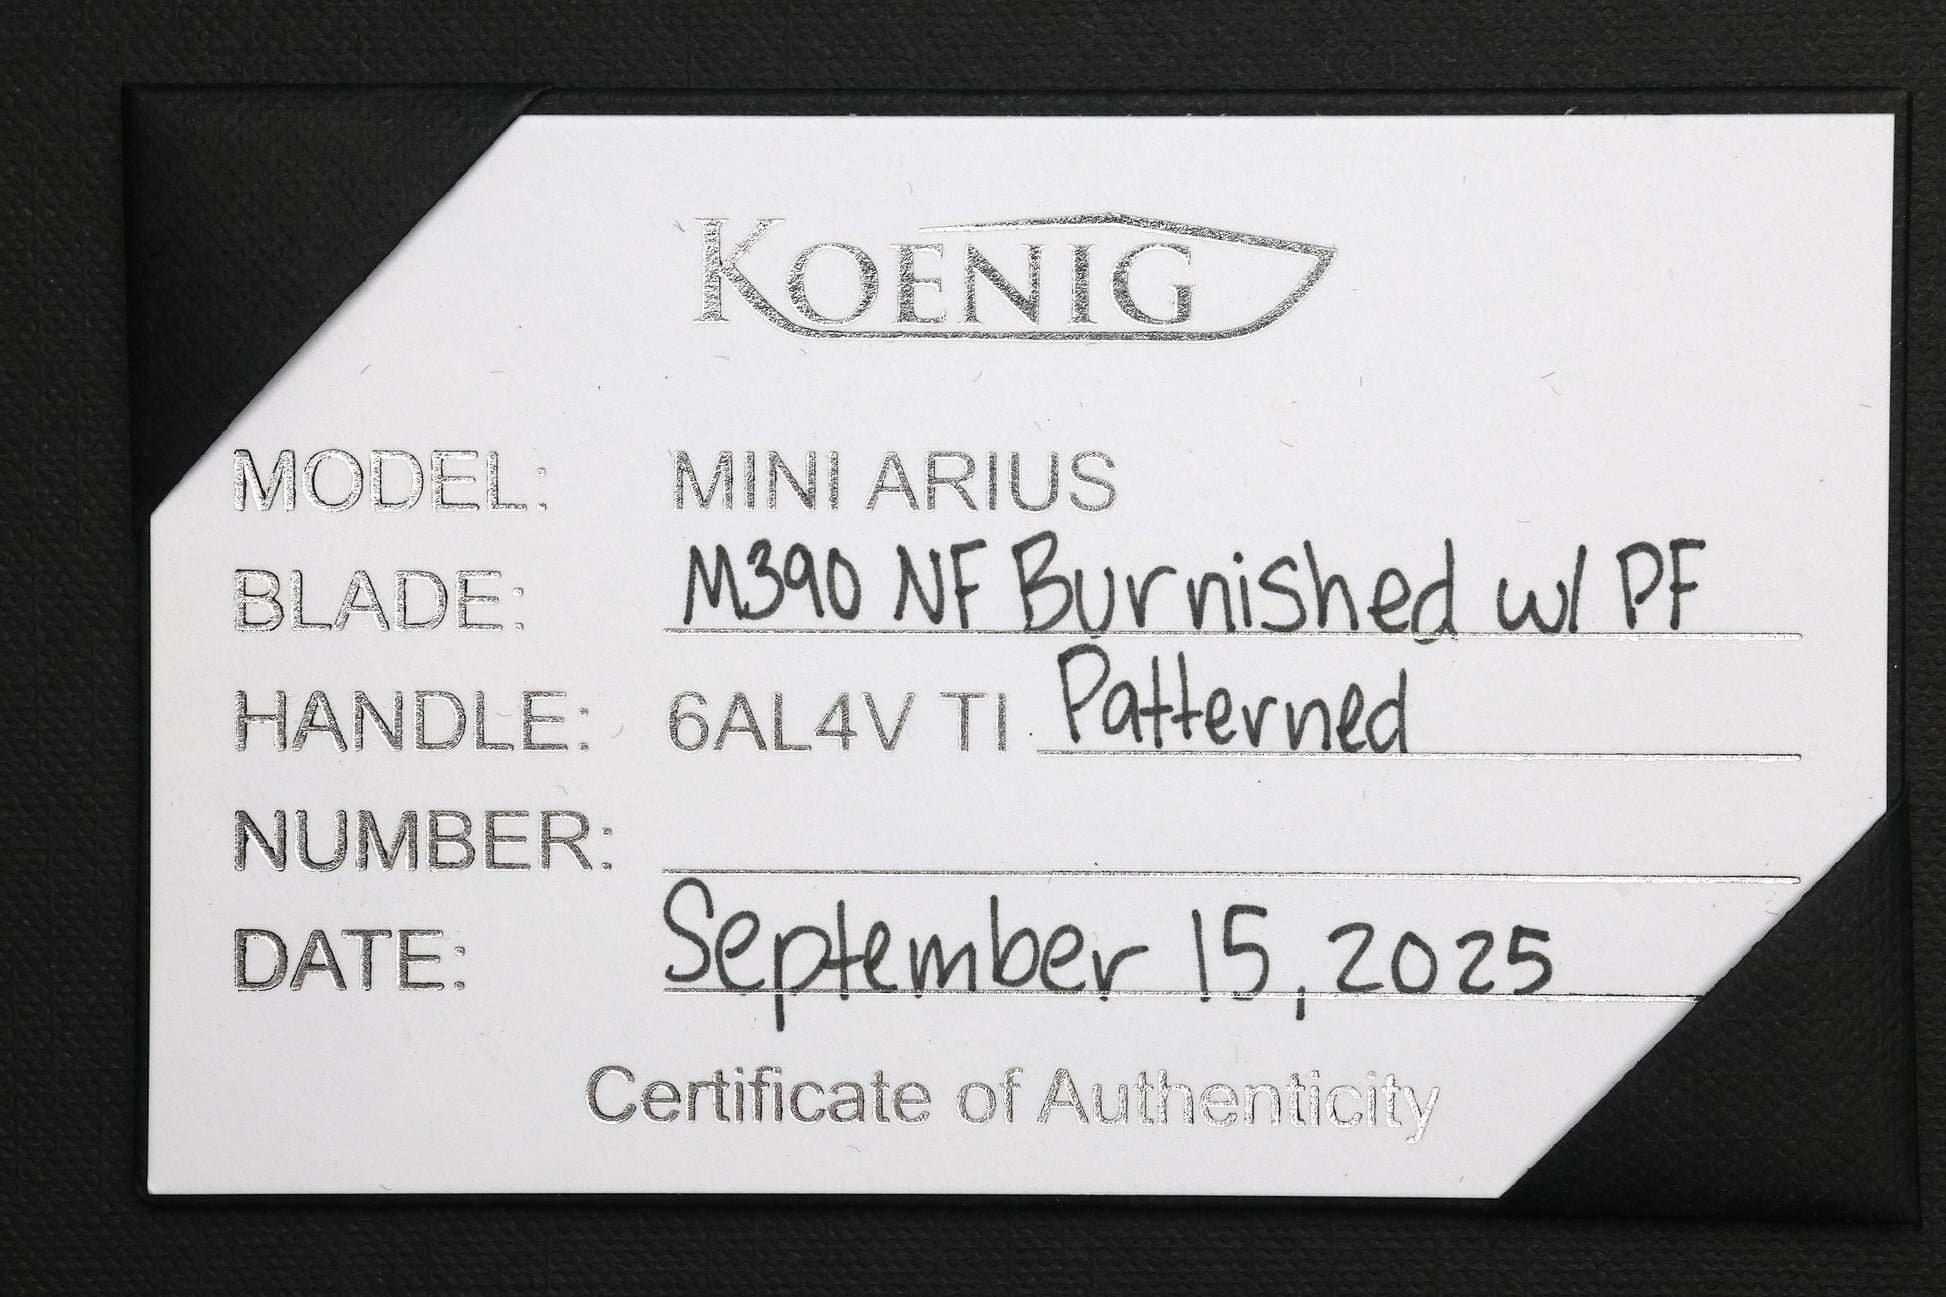 KOENIG
MODEL: MINI ARIUS
BLADE: M390 NF Burnished w/ PF
HANDLE: 6AL4V TI Patterned
NUMBER:
DATE: September 15, 2025
Certificate of Authenticity